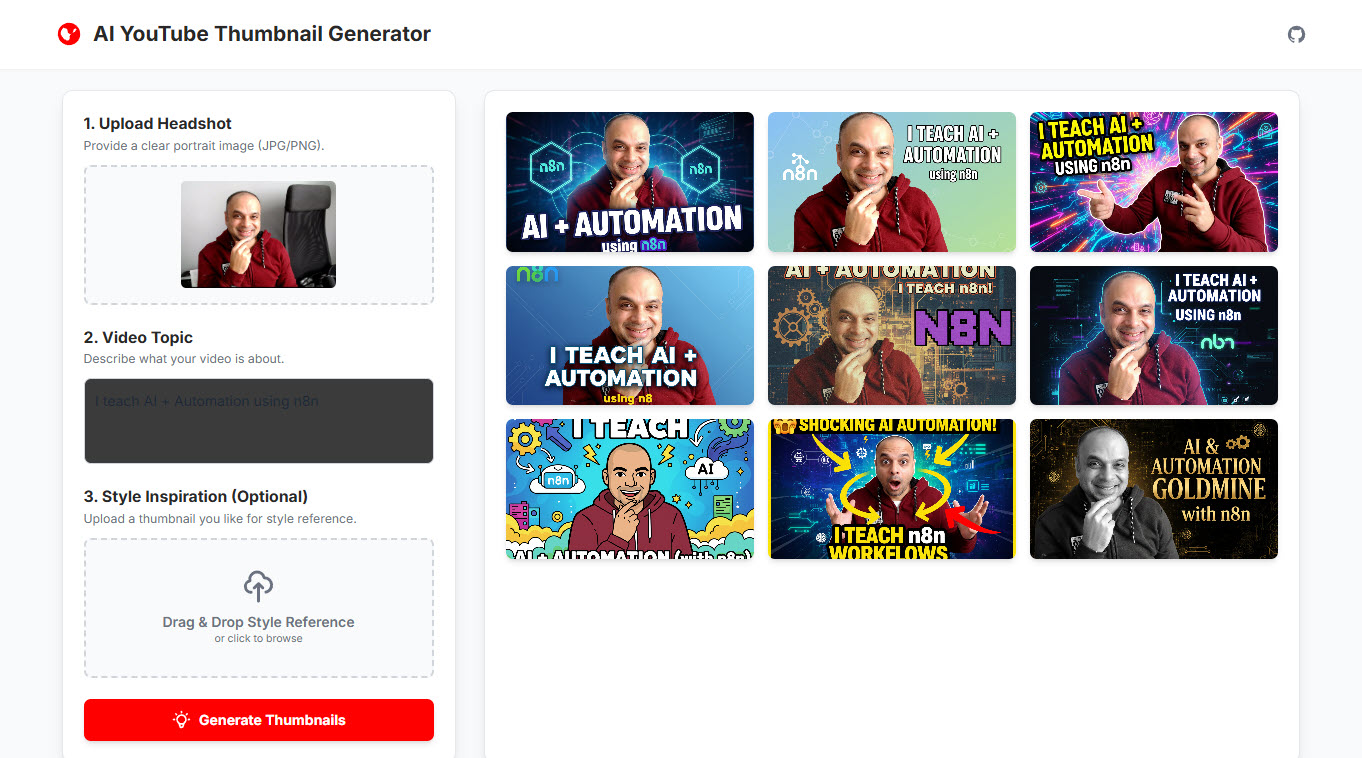 AI YouTube Thumbnail Generator
1. Upload Headshot
Provide a clear portrait image (JPG/PNG).
2. Video Topic
Describe what your video is about.
I teach AI + Automation using n8n
3. Style Inspiration (Optional)
Upload a thumbnail you like for style reference.
Drag & Drop Style Reference
or click to browse
Generate Thumbnails
n8n
n8n
AI + AUTOMATION
using n8n
n8n
I TEACH AI +
AUTOMATION
using n8n
I TEACH AI +
AUTOMATION
USING n8n
n8n
I TEACH AI +
AUTOMATION
using n8
AI + AUTOMATION
I TEACH n8n!
N8N
I TEACH AI +
AUTOMATION
USING n8n
nbn
I TEACH
n8n
AI
AI + AUTOMATION (with n8n)
SHOCKING AI AUTOMATION!
I TEACH n8n
WORKFLOWS
AI &
AUTOMATION
GOLDMINE
with n8n